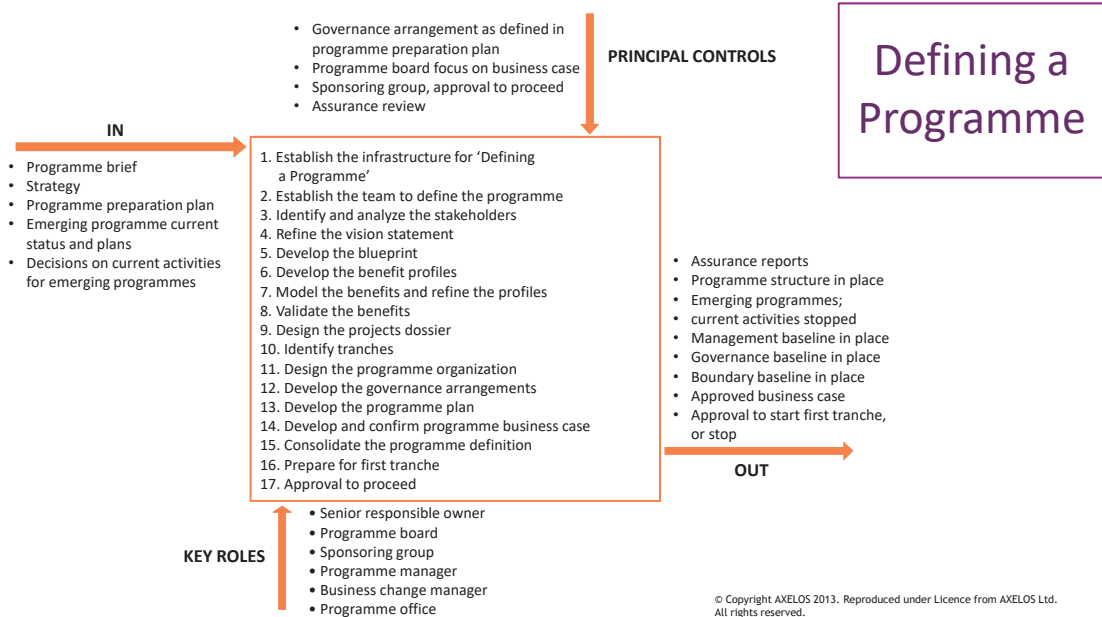 Defining a
Programme
• Governance arrangement as defined in
programme preparation plan
• Programme board focus on business case
• Sponsoring group, approval to proceed
• Assurance review
PRINCIPAL CONTROLS
IN
• Programme brief
• Strategy
• Programme preparation plan
• Emerging programme current
status and plans
• Decisions on current activities
for emerging programmes
1. Establish the infrastructure for ‘Defining
a Programme’
2. Establish the team to define the programme
3. Identify and analyze the stakeholders
4. Refine the vision statement
5. Develop the blueprint
6. Develop the benefit profiles
7. Model the benefits and refine the profiles
8. Validate the benefits
9. Design the projects dossier
10. Identify tranches
11. Design the programme organization
12. Develop the governance arrangements
13. Develop the programme plan
14. Develop and confirm programme business case
15. Consolidate the programme definition
16. Prepare for first tranche
17. Approval to proceed
• Assurance reports
• Programme structure in place
• Emerging programmes;
• current activities stopped
• Management baseline in place
• Governance baseline in place
• Boundary baseline in place
• Approved business case
• Approval to start first tranche,
or stop
OUT
KEY ROLES
• Senior responsible owner
• Programme board
• Sponsoring group
• Programme manager
• Business change manager
• Programme office
© Copyright AXELOS 2013. Reproduced under Licence from AXELOS Ltd.
All rights reserved.